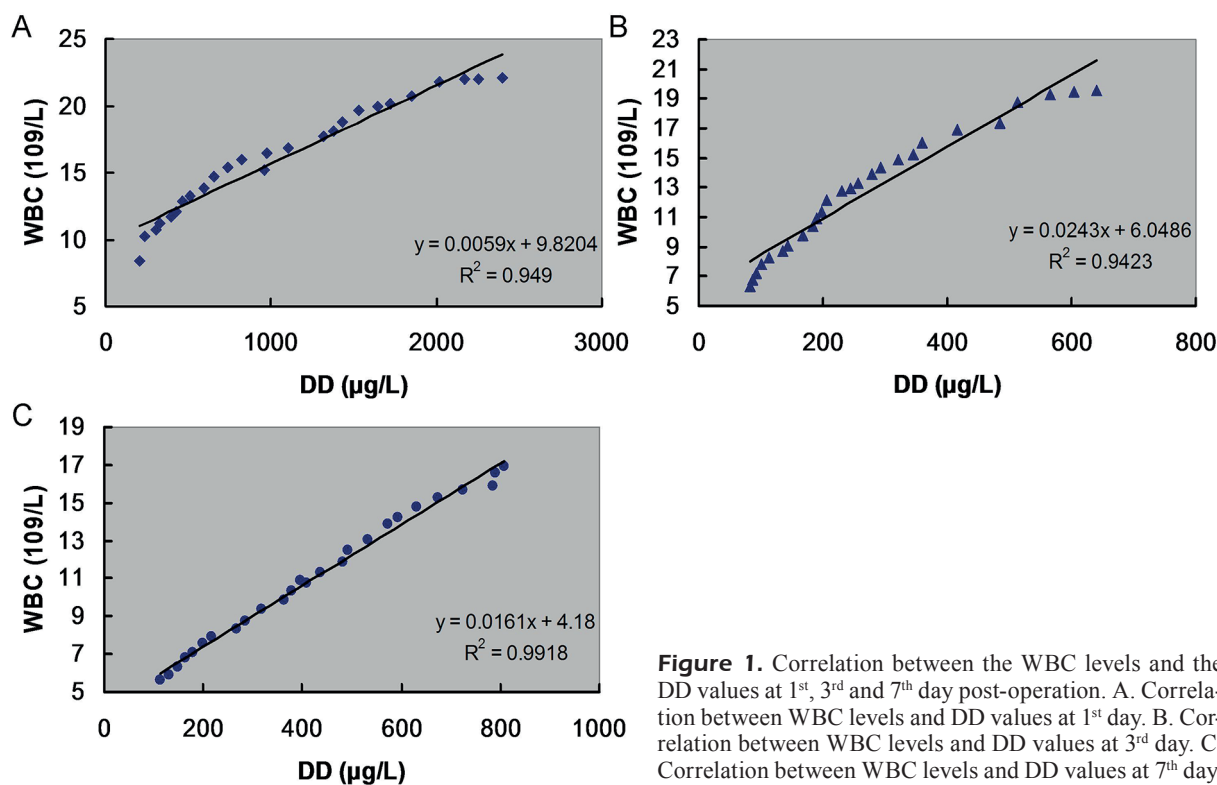 A
25
20
15
10
5
WBC (109/L)
y = 0.0059x + 9.8204
R² = 0.949
0 1000 2000 3000
DD (µg/L)
B
23
21
19
17
15
13
11
9
7
5
WBC (109/L)
y = 0.0243x + 6.0486
R² = 0.9423
0 200 400 600 800
DD (µg/L)
C
19
17
15
13
11
9
7
5
WBC (109/L)
y = 0.0161x + 4.18
R² = 0.9918
0 200 400 600 800 1000
DD (µg/L)
Figure 1. Correlation between the WBC levels and the
DD values at 1st, 3rd and 7th day post-operation. A. Correla-
tion between WBC levels and DD values at 1st day. B. Cor-
relation between WBC levels and DD values at 3rd day. C.
Correlation between WBC levels and DD values at 7th day.